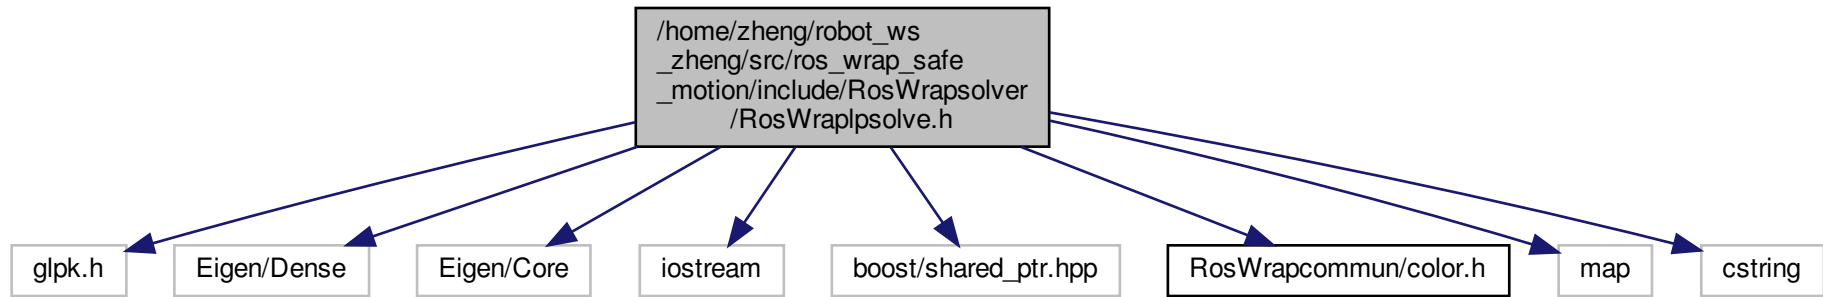 /home/zheng/robot_ws
_zheng/src/ros_wrap_safe
_motion/include/RosWrapsolver
/RosWraplpsolve.h
glpk.h
Eigen/Dense
Eigen/Core
iostream
boost/shared_ptr.hpp
RosWrapcommun/color.h
map
cstring